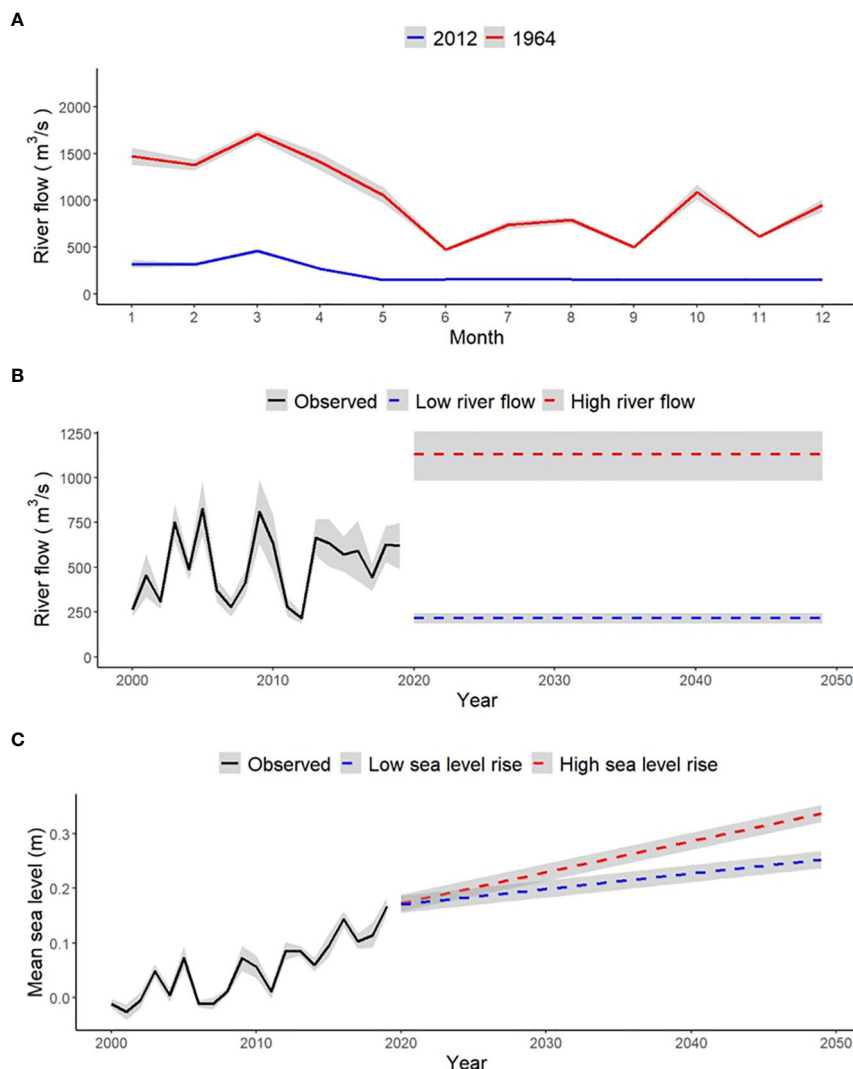 A
2012 1964
2000
1500
1000
500
0
River flow ( m³/s )
1 2 3 4 5 6 7 8 9 10 11 12
Month
B
Observed Low river flow High river flow
1250
1000
750
500
250
0
River flow ( m³/s )
2000 2010 2020 2030 2040 2050
Year
C
Observed Low sea level rise High sea level rise
0.3
0.2
0.1
0.0
Mean sea level (m)
2000 2010 2020 2030 2040 2050
Year